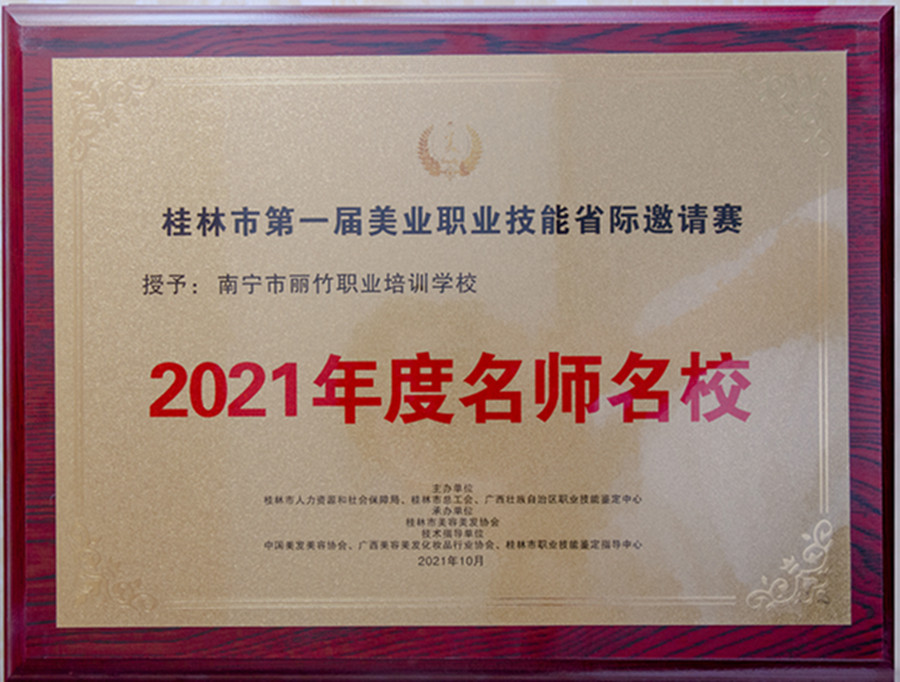 桂林市第一届美业职业技能省际邀请赛
授予：南宁市丽竹职业培训学校
2021年度名师名校
主办单位
桂林市人力资源和社会保障局、桂林市总工会、广西壮族自治区职业技能鉴定中心
承办单位
桂林市美容美发协会
技术指导单位
中国美发美容协会、广西美容美发化妆品行业协会、桂林市职业技能鉴定指导中心
2021年10月